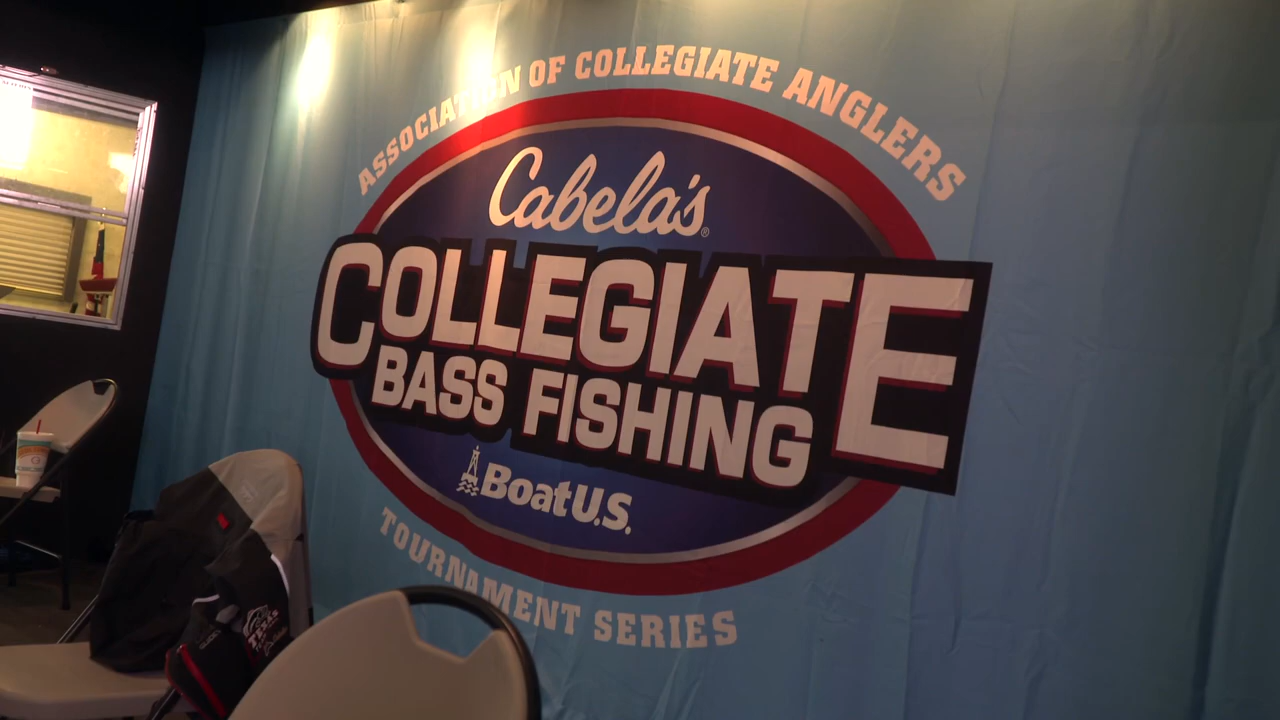 ASSOCIATION OF COLLEGIATE ANGLERS
Cabela's®
COLLEGIATE
BASS FISHING
BoatU.S.
TOURNAMENT SERIES